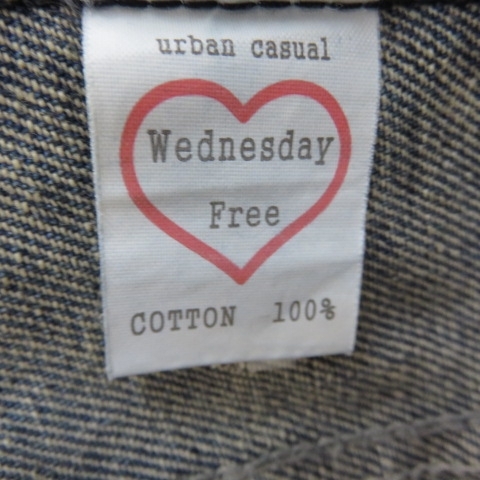 urban casual
Wednesday
Free
COTTON 100%